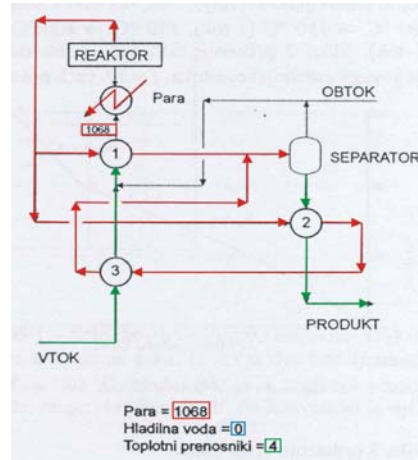 REAKTOR
Para
1068
OBTOK
1
SEPARATOR
2
3
PRODUKT
VTOK
Para = 1068
Hladilna voda = 0
Toplotni prenosniki = 4